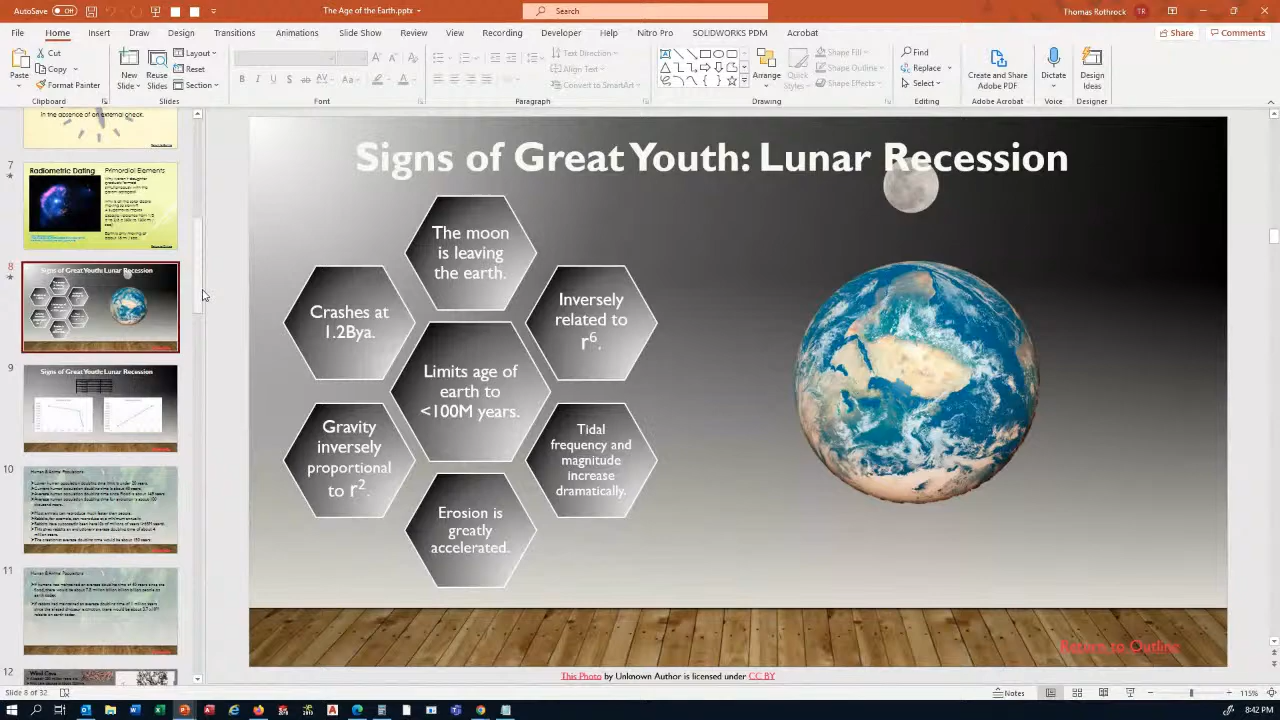 AutoSave
Off
The Age of the Earth.pptx
Search
Thomas Rothrock
TR
File
Home
Insert
Draw
Design
Transitions
Animations
Slide Show
Review
View
Recording
Developer
Help
Nitro Pro
SOLIDWORKS PDM
Acrobat
Share
Comments
Paste
Cut
Copy
Format Painter
Clipboard
New
Slide
Reuse
Slides
Layout
Reset
Section
Slides
Font
Text Direction
Align Text
Convert to SmartArt
Paragraph
Arrange
Quick
Styles
Shape Fill
Shape Outline
Shape Effects
Drawing
Find
Replace
Select
Editing
Create and Share
Adobe PDF
Adobe Acrobat
Dictate
Voice
Design
Ideas
Designer
In the absence of an external check.
7
Radiometric Dating
Primordial Elements
8
Signs of Great Youth: Lunar Recession
9
Signs of Great Youth: Lunar Recession
10
Human & Animal Populations
11
Human & Animal Populations
12
Wind Cave
Signs of Great Youth: Lunar Recession
The moon
is leaving
the earth.
Crashes at
1.2Bya.
Inversely
related to
r⁶.
Limits age of
earth to
<100M years.
Gravity
inversely
proportional
to r².
Tidal
frequency and
magnitude
increase
dramatically.
Erosion is
greatly
accelerated.
Return to Outline
This Photo by Unknown Author is licensed under CC BY
Slide 8 of 32
Notes
115%
8:42 PM